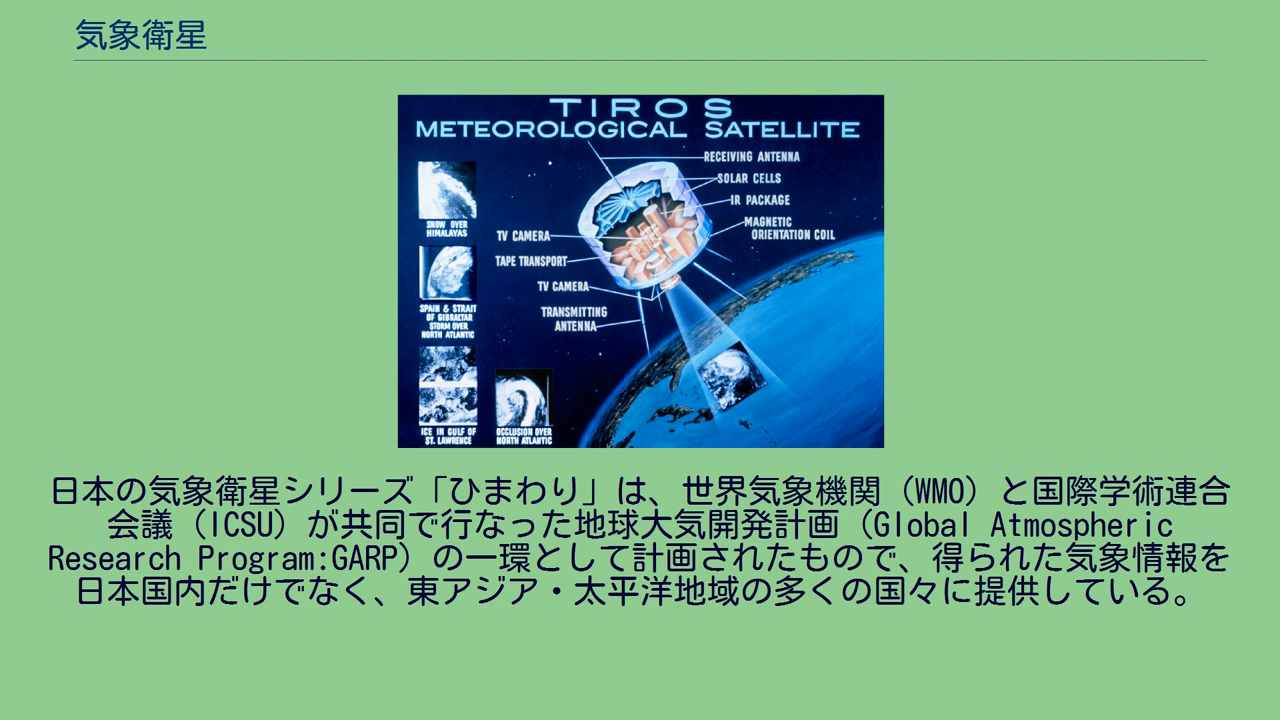 気象衛星
TIROS
METEOROLOGICAL SATELLITE
RECEIVING ANTENNA
SOLAR CELLS
IR PACKAGE
MAGNETIC
ORIENTATION COIL
TV CAMERA
TAPE TRANSPORT
TV CAMERA
TRANSMITTING
ANTENNA
SNOW OVER
HIMALAYAS
SPAIN & STRAIT
OF GIBRALTAR
STORM OVER
NORTH ATLANTIC
ICE IN GULF OF
ST. LAWRENCE
OCCLUSION OVER
NORTH ATLANTIC
日本の気象衛星シリーズ「ひまわり」は、世界気象機関（WMO）と国際学術連合
会議（ICSU）が共同で行なった地球大気開発計画（Global Atmospheric
Research Program:GARP）の一環として計画されたもので、得られた気象情報を
日本国内だけでなく、東アジア・太平洋地域の多くの国々に提供している。